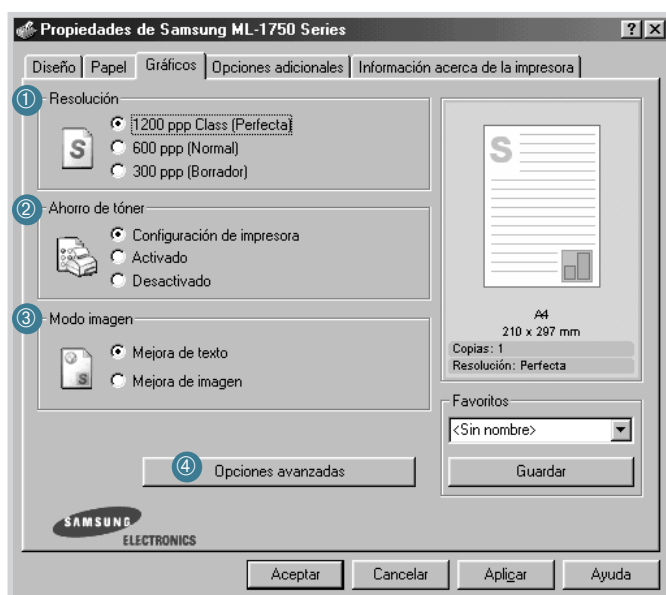 Propiedades de Samsung ML-1750 Series
Diseño Papel Gráficos Opciones adicionales Información acerca de la impresora
1 Resolución
S
1200 ppp Class (Perfecta)
600 ppp (Normal)
300 ppp (Borrador)
2 Ahorro de tóner
Configuración de impresora
Activado
Desactivado
3 Modo imagen
S
Mejora de texto
Mejora de imagen
4 Opciones avanzadas
S
A4
210 x 297 mm
Copias: 1
Resolución: Perfecta
Favoritos
<Sin nombre>
Guardar
SAMSUNG
ELECTRONICS
Aceptar Cancelar Aplicar Ayuda